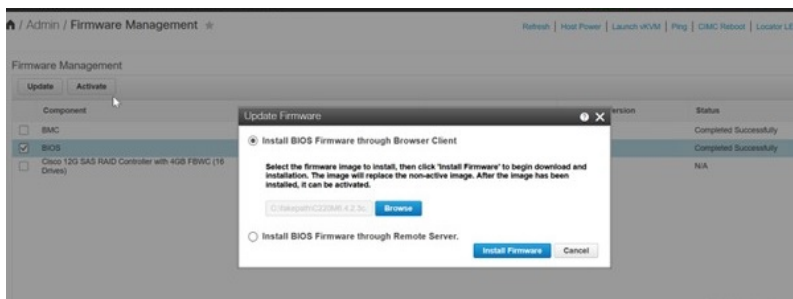 / Admin / Firmware Management
Refresh | Host Power | Launch vKVM | Ping | CIMC Reboot | Locator LE
Firmware Management
Update Activate
Component ersion Status
BMC Completed Successfully
BIOS Completed Successfully
Cisco 12G SAS RAID Controller with 4GB FBWC (16 Drives) N/A
Update Firmware
Install BIOS Firmware through Browser Client
Select the firmware image to install, then click 'Install Firmware' to begin download and
installation. The image will replace the non-active image. After the image has been
installed, it can be activated.
Browse
Install BIOS Firmware through Remote Server.
Install Firmware Cancel